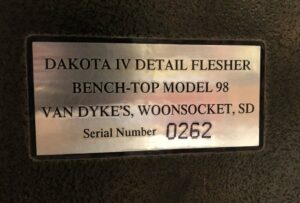 DAKOTA IV DETAIL FLESHER
BENCH-TOP MODEL 98
VAN DYKE'S, WOONSOCKET, SD
Serial Number 0262